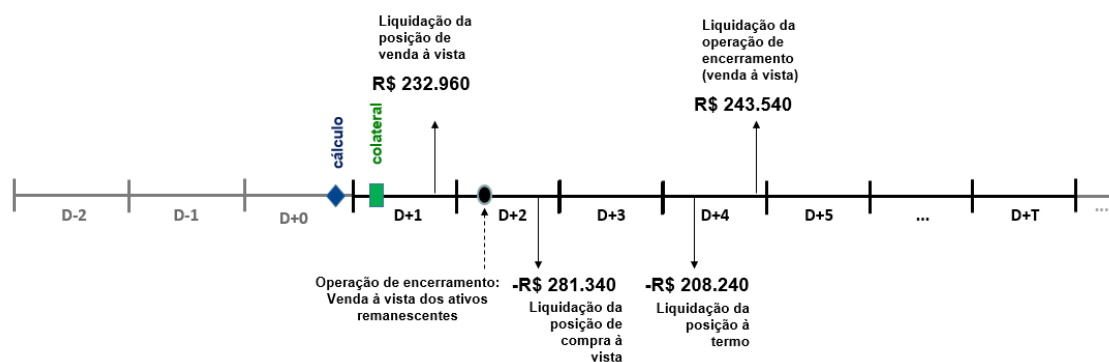 Liquidação da
posição de
venda à vista
R$ 232.960
Liquidação da
operação de
encerramento
(venda à vista)
R$ 243.540
cálculo
colateral
D-2
D-1
D+0
D+1
D+2
D+3
D+4
D+5
...
D+T
...
Operação de encerramento:
Venda à vista dos ativos
remanescentes
-R$ 281.340
Liquidação da
posição de
compra à
vista
-R$ 208.240
Liquidação da
posição à
termo